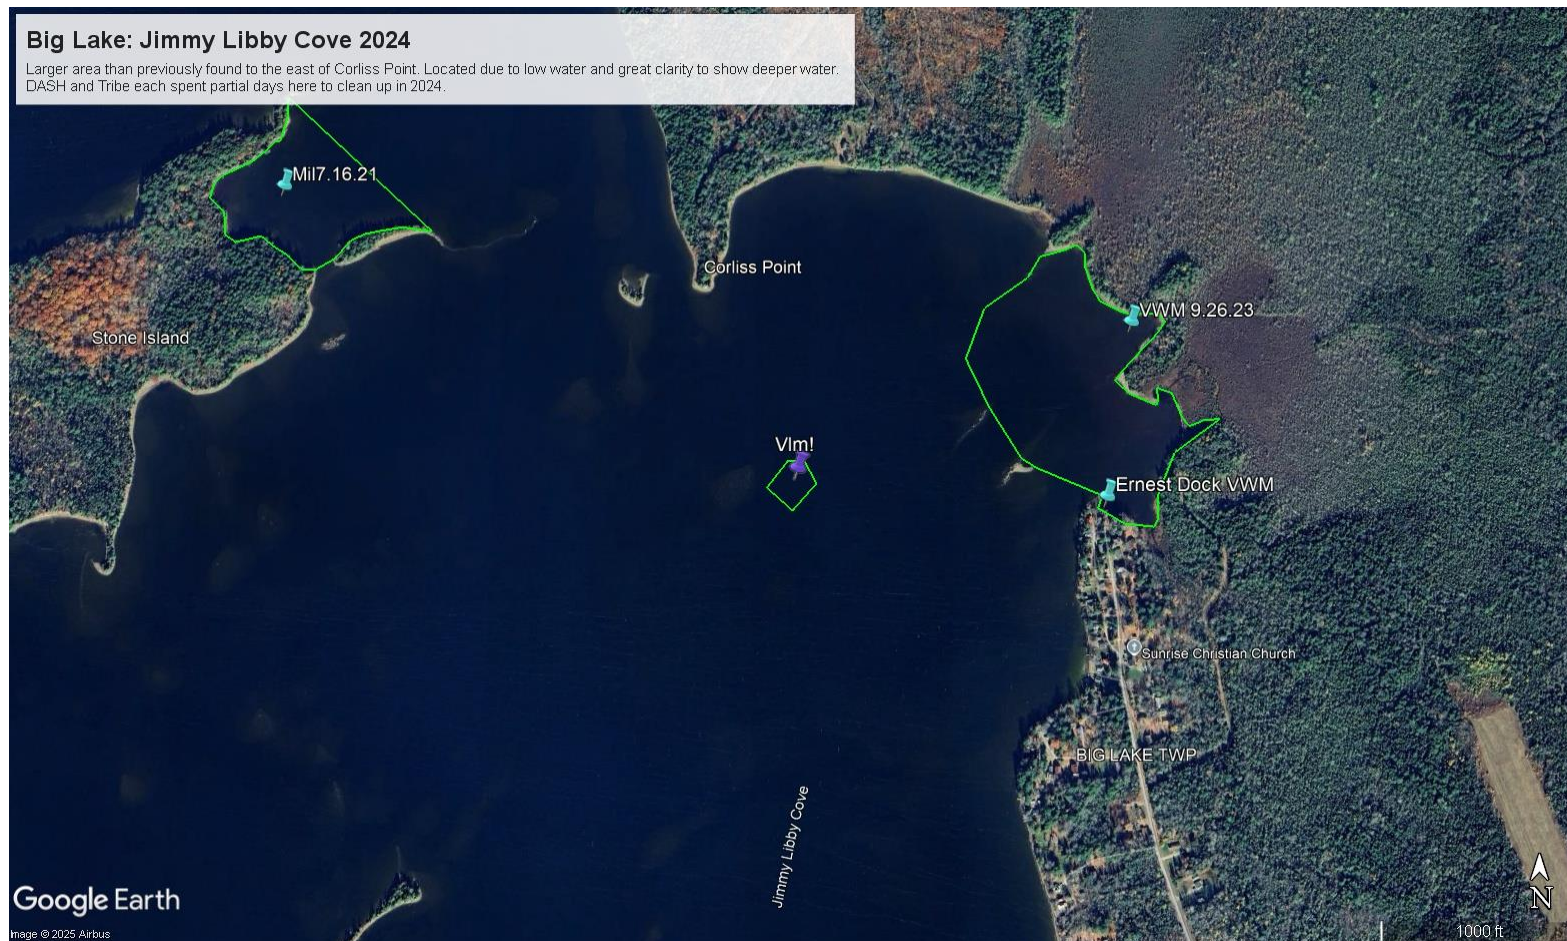 Big Lake: Jimmy Libby Cove 2024
Larger area than previously found to the east of Corliss Point. Located due to low water and great clarity to show deeper water.
DASH and Tribe each spent partial days here to clean up in 2024.
Mil7.16.21
Corliss Point
VWM 9.26.23
Stone Island
Vlm!
Ernest Dock VWM
Sunrise Christian Church
BIG LAKE TWP
Jimmy Libby Cove
Google Earth
N
Image © 2025 Airbus
1000 ft